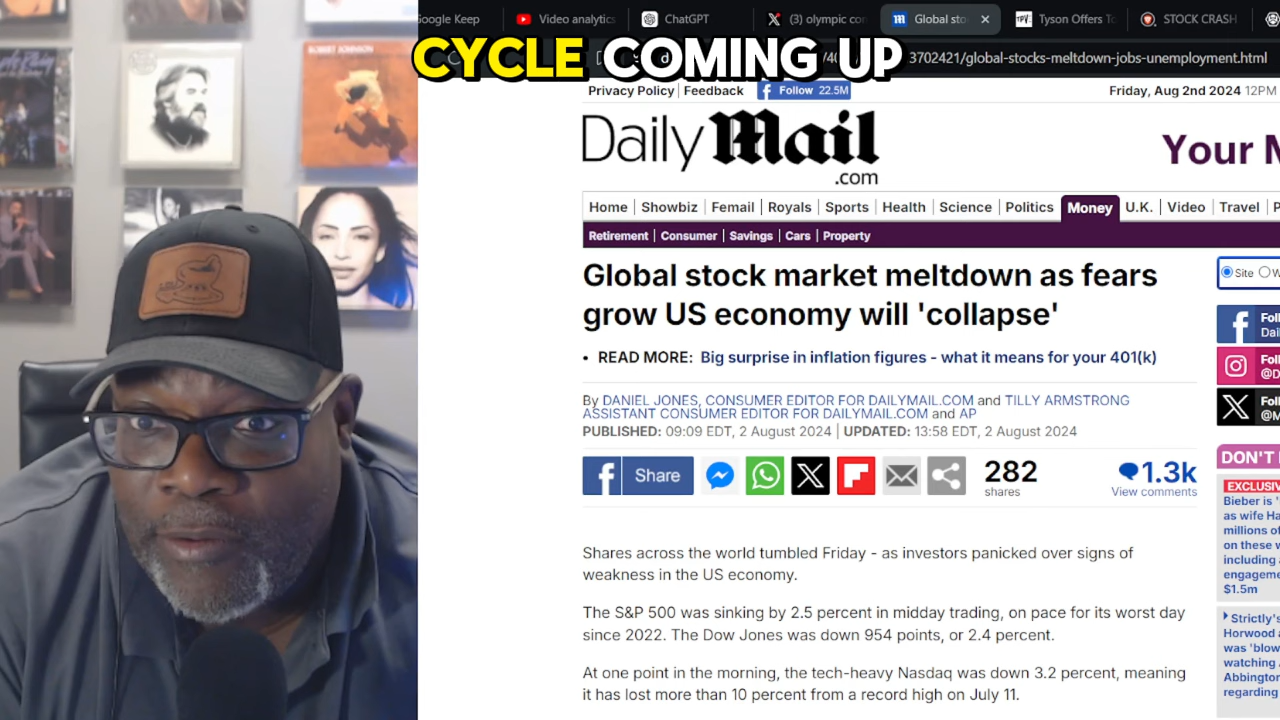 Google Keep
Video analytics
ChatGPT
(3) olympic con
Global sto
Tyson Offers To
STOCK CRASH
CYCLE COMING UP
3702421/global-stocks-meltdown-jobs-unemployment.html
Privacy Policy | Feedback
Follow 22.5M
Friday, Aug 2nd 2024 12PM
Daily Mail
.com
Your M
Home | Showbiz | Femail | Royals | Sports | Health | Science | Politics | Money | U.K. | Video | Travel | P
Retirement | Consumer | Savings | Cars | Property
Global stock market meltdown as fears
grow US economy will 'collapse'
Site
W
• READ MORE: Big surprise in inflation figures - what it means for your 401(k)
Foll
Dai
Foll
@D
Foll
@M
By DANIEL JONES, CONSUMER EDITOR FOR DAILYMAIL.COM and TILLY ARMSTRONG
ASSISTANT CONSUMER EDITOR FOR DAILYMAIL.COM and AP
PUBLISHED: 09:09 EDT, 2 August 2024 | UPDATED: 13:58 EDT, 2 August 2024
Share
282
shares
1.3k
View comments
DON'T
EXCLUSIV
Bieber is '
as wife Ha
millions of
on these w
including a
engageme
$1.5m
Shares across the world tumbled Friday - as investors panicked over signs of
weakness in the US economy.
The S&P 500 was sinking by 2.5 percent in midday trading, on pace for its worst day
since 2022. The Dow Jones was down 954 points, or 2.4 percent.
At one point in the morning, the tech-heavy Nasdaq was down 3.2 percent, meaning
it has lost more than 10 percent from a record high on July 11.
Strictly's
Horwood a
was 'blow
watching
Abbington
regarding
ROBERT JOHNSON